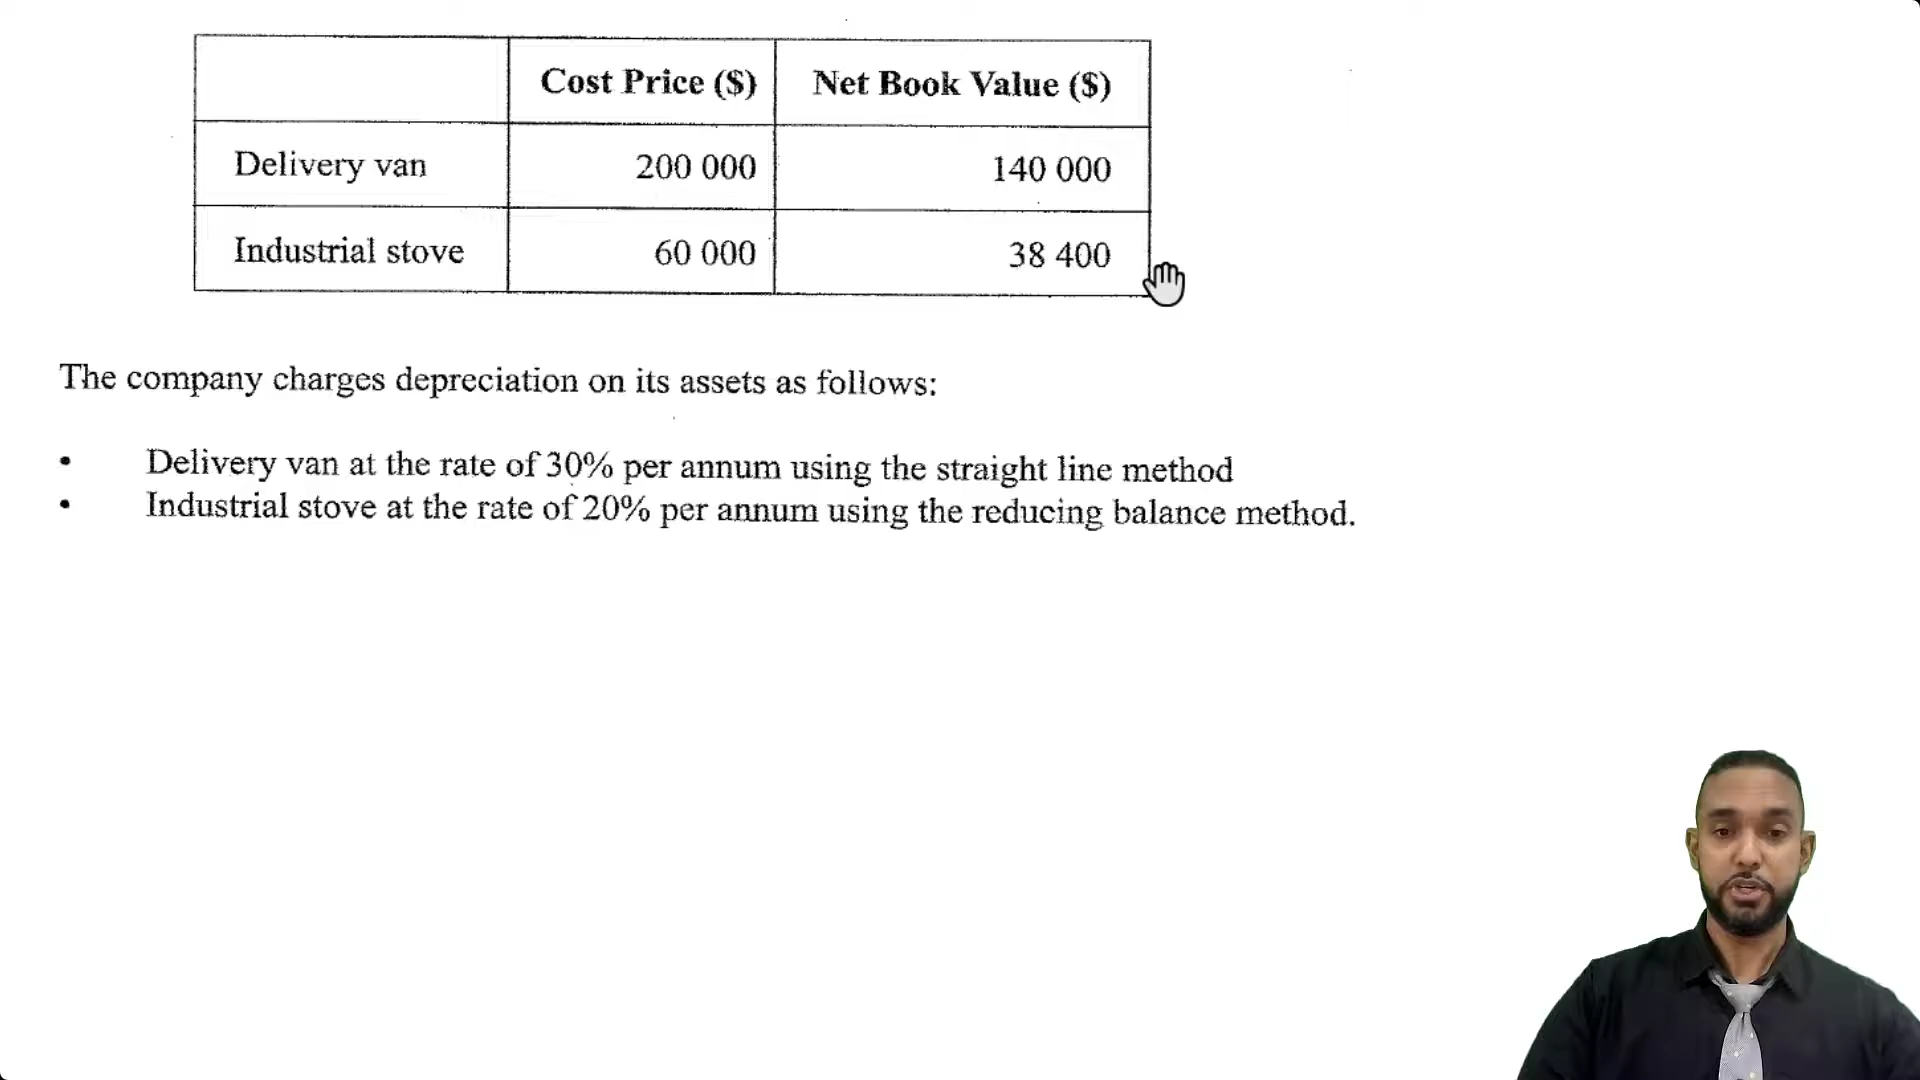 Cost Price ($) Net Book Value ($)
Delivery van 200 000 140 000
Industrial stove 60 000 38 400
The company charges depreciation on its assets as follows:
• Delivery van at the rate of 30% per annum using the straight line method
• Industrial stove at the rate of 20% per annum using the reducing balance method.